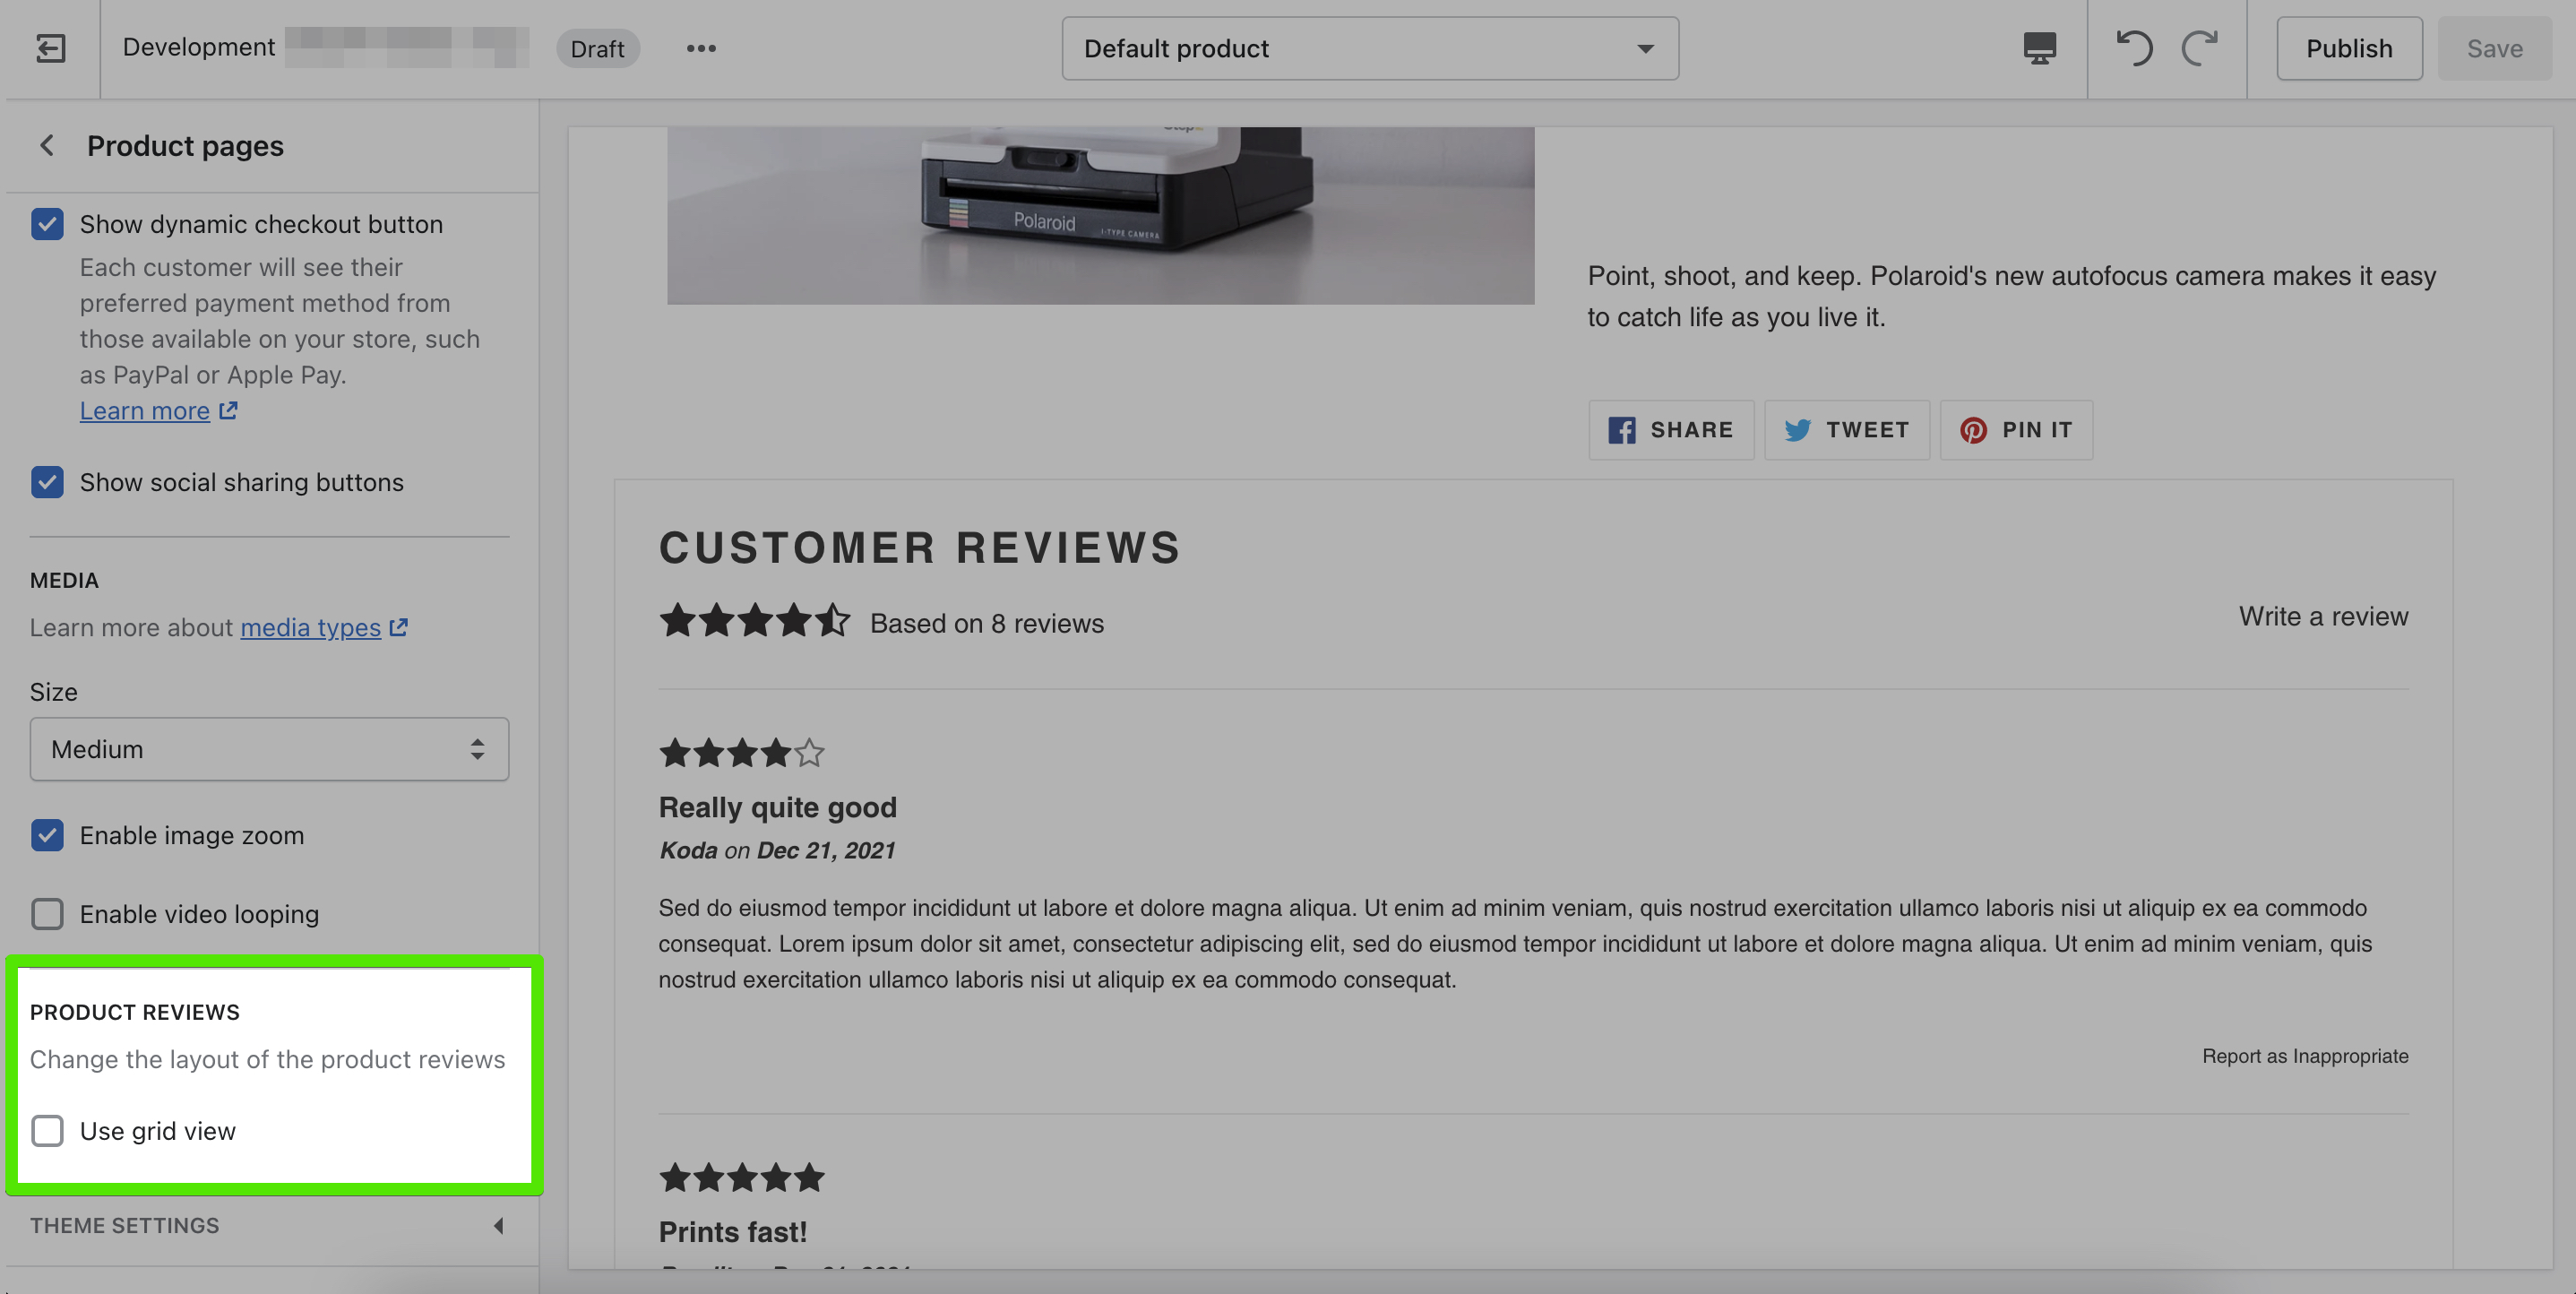 Development
Draft
Default product
Publish
Save
Product pages
Show dynamic checkout button
Each customer will see their
preferred payment method from
those available on your store, such
as PayPal or Apple Pay.
Learn more
Show social sharing buttons
MEDIA
Learn more about media types
Size
Medium
Enable image zoom
Enable video looping
PRODUCT REVIEWS
Change the layout of the product reviews
Use grid view
THEME SETTINGS
Polaroid
I-TYPE CAMERA
Point, shoot, and keep. Polaroid's new autofocus camera makes it easy
to catch life as you live it.
SHARE
TWEET
PIN IT
CUSTOMER REVIEWS
Based on 8 reviews
Write a review
Really quite good
Koda on Dec 21, 2021
Sed do eiusmod tempor incididunt ut labore et dolore magna aliqua. Ut enim ad minim veniam, quis nostrud exercitation ullamco laboris nisi ut aliquip ex ea commodo
consequat. Lorem ipsum dolor sit amet, consectetur adipiscing elit, sed do eiusmod tempor incididunt ut labore et dolore magna aliqua. Ut enim ad minim veniam, quis
nostrud exercitation ullamco laboris nisi ut aliquip ex ea commodo consequat.
Report as Inappropriate
Prints fast!